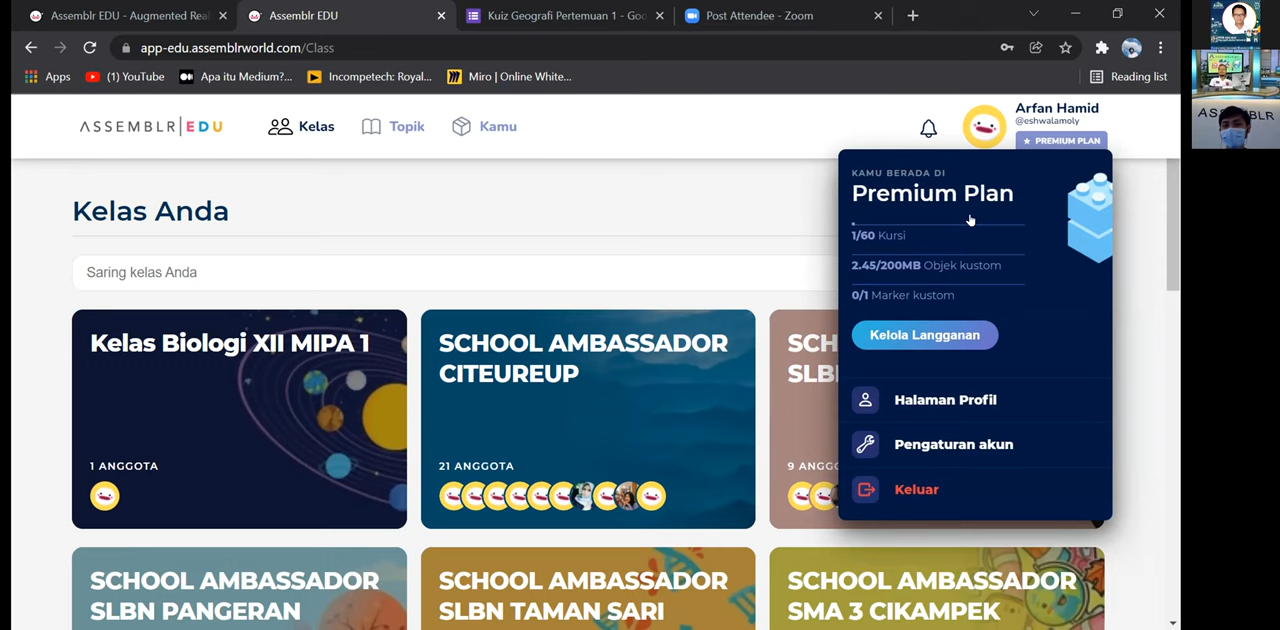 Assemblr EDU - Augmented Real
Assemblr EDU
Kuiz Geografi Pertemuan 1 - Goo
Post Attendee - Zoom
app-edu.assemblrworld.com/Class
Apps
(1) YouTube
Apa itu Medium?...
Incompetech: Royal...
Miro | Online White...
Reading list
ASSEMBLR
ASSEMBLR|EDU
Kelas
Topik
Kamu
Arfan Hamid
@eshwalamoly
PREMIUM PLAN
KAMU BERADA DI
Premium Plan
1/60 Kursi
2.45/200MB Objek kustom
0/1 Marker kustom
Kelola Langganan
Halaman Profil
Pengaturan akun
Keluar
Kelas Anda
Saring kelas Anda
Kelas Biologi XII MIPA 1
1 ANGGOTA
SCHOOL AMBASSADOR
CITEUREUP
21 ANGGOTA
SCH
SLB
9 ANGGO
SCHOOL AMBASSADOR
SLBN PANGERAN
SCHOOL AMBASSADOR
SLBN TAMAN SARI
SCHOOL AMBASSADOR
SMA 3 CIKAMPEK